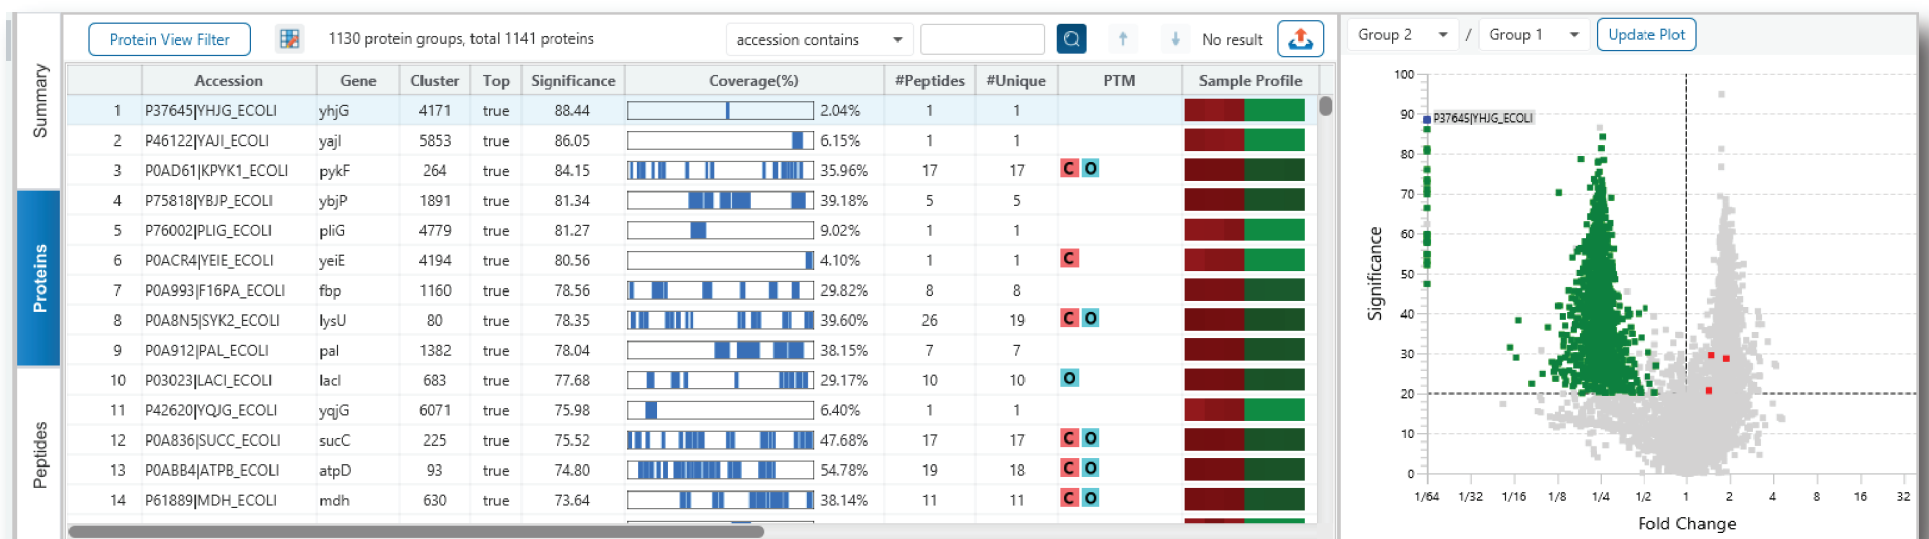 Summary
Proteins
Peptides
Protein View Filter
1130 protein groups, total 1141 proteins
accession contains
No result
Accession Gene Cluster Top Significance Coverage(%) #Peptides #Unique PTM Sample Profile
1 P37645|YHJG_ECOLI yhjG 4171 true 88.44 2.04% 1 1
2 P46122|YAJI_ECOLI yajI 5853 true 86.05 6.15% 1 1
3 P0AD61|KPYK1_ECOLI pykF 264 true 84.15 35.96% 17 17 C O
4 P75818|YBJP_ECOLI ybjP 1891 true 81.34 39.18% 5 5
5 P76002|PLIG_ECOLI pliG 4779 true 81.27 9.02% 1 1
6 P0ACR4|YEIE_ECOLI yeiE 4194 true 80.56 4.10% 1 1 C
7 P0A993|F16PA_ECOLI fbp 1160 true 78.56 29.82% 8 8
8 P0A8N5|SYK2_ECOLI lysU 80 true 78.35 39.60% 26 19 C O
9 P0A912|PAL_ECOLI pal 1382 true 78.04 38.15% 7 7
10 P03023|LACI_ECOLI lacI 683 true 77.68 29.17% 10 10 O
11 P42620|YQJG_ECOLI yqjG 6071 true 75.98 6.40% 1 1
12 P0A836|SUCC_ECOLI sucC 225 true 75.52 47.68% 17 17 C O
13 P0ABB4|ATPB_ECOLI atpD 93 true 74.80 54.78% 19 18 C O
14 P61889|MDH_ECOLI mdh 630 true 73.64 38.14% 11 11 C O
Group 2 / Group 1 Update Plot
100
90
P37645|YHJG_ECOLI
80
70
60
50
40
30
20
10
0
Significance
1/64 1/32 1/16 1/8 1/4 1/2 1 2 4 8 16 32
Fold Change